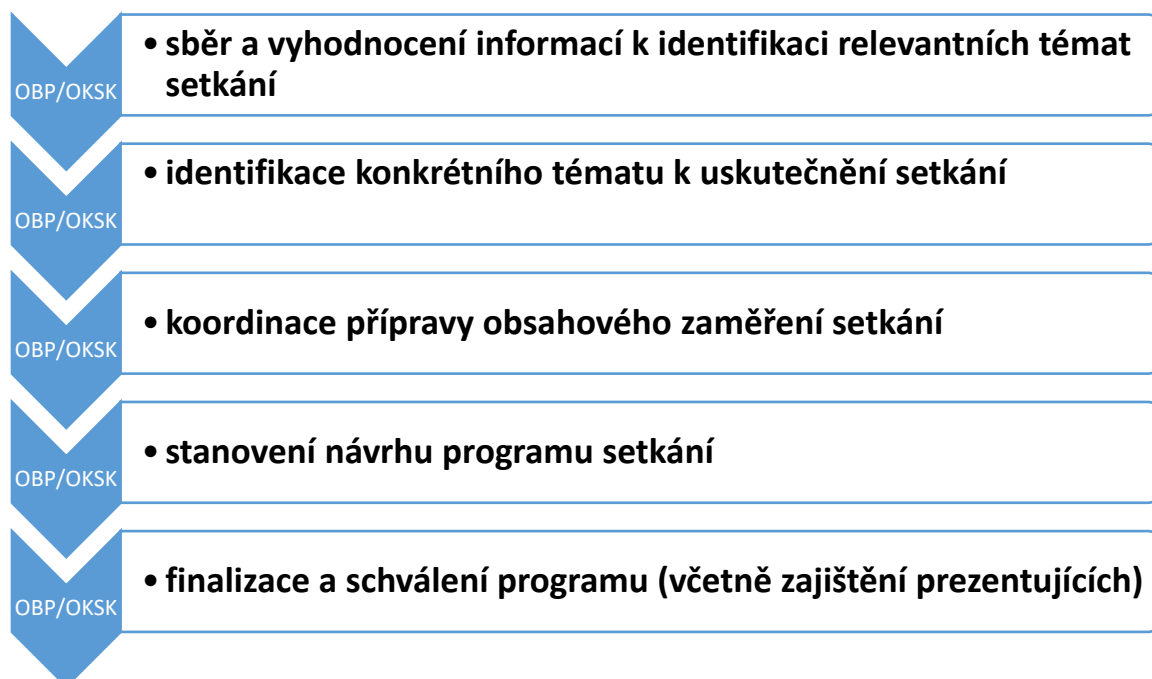 OBP/OKSK
• sběr a vyhodnocení informací k identifikaci relevantních témat
setkání
OBP/OKSK
• identifikace konkrétního tématu k uskutečnění setkání
OBP/OKSK
• koordinace přípravy obsahového zaměření setkání
OBP/OKSK
• stanovení návrhu programu setkání
OBP/OKSK
• finalizace a schválení programu (včetně zajištění prezentujících)